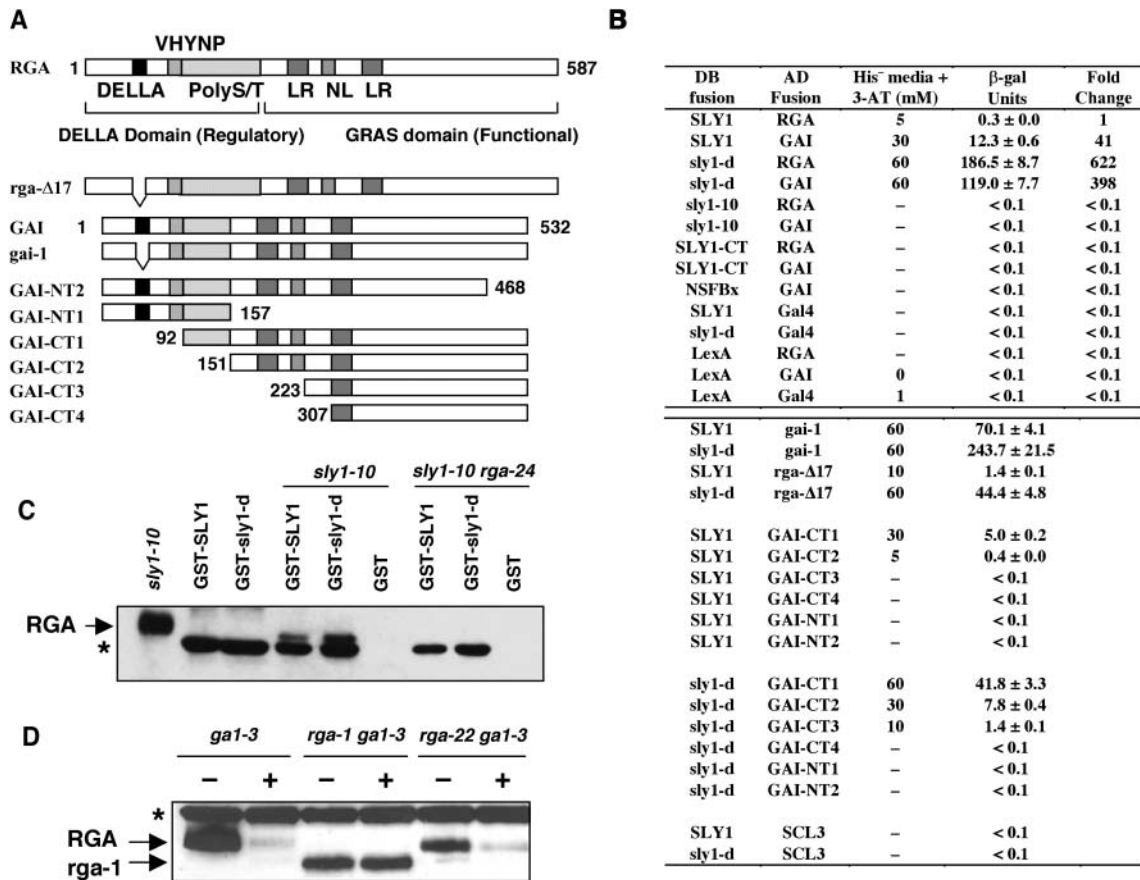 A
VHYNP
RGA 1 587
DELLA PolyS/T LR NL LR
DELLA Domain (Regulatory) GRAS domain (Functional)
rga-Δ17
GAI 1 532
gai-1
GAI-NT2 468
GAI-NT1 157
GAI-CT1 92
GAI-CT2 151
GAI-CT3 223
GAI-CT4 307
C
sly1-10 sly1-10 rga-24
sly1-10 GST-SLY1 GST-sly1-d GST-SLY1 GST-sly1-d GST GST-SLY1 GST-sly1-d GST
RGA
*
D
ga1-3 rga-1 ga1-3 rga-22 ga1-3
− + − + − +
*
RGA
rga-1
B
DB fusion AD Fusion His⁻ media + 3-AT (mM) β-gal Units Fold Change
SLY1 RGA 5 0.3 ± 0.0 1
SLY1 GAI 30 12.3 ± 0.6 41
sly1-d RGA 60 186.5 ± 8.7 622
sly1-d GAI 60 119.0 ± 7.7 398
sly1-10 RGA – < 0.1 < 0.1
sly1-10 GAI – < 0.1 < 0.1
SLY1-CT RGA – < 0.1 < 0.1
SLY1-CT GAI – < 0.1 < 0.1
NSFBx GAI – < 0.1 < 0.1
SLY1 Gal4 – < 0.1 < 0.1
sly1-d Gal4 – < 0.1 < 0.1
LexA RGA – < 0.1 < 0.1
LexA GAI 0 < 0.1 < 0.1
LexA Gal4 1 < 0.1 < 0.1
SLY1 gai-1 60 70.1 ± 4.1
sly1-d gai-1 60 243.7 ± 21.5
SLY1 rga-Δ17 10 1.4 ± 0.1
sly1-d rga-Δ17 60 44.4 ± 4.8
SLY1 GAI-CT1 30 5.0 ± 0.2
SLY1 GAI-CT2 5 0.4 ± 0.0
SLY1 GAI-CT3 – < 0.1
SLY1 GAI-CT4 – < 0.1
SLY1 GAI-NT1 – < 0.1
SLY1 GAI-NT2 – < 0.1
sly1-d GAI-CT1 60 41.8 ± 3.3
sly1-d GAI-CT2 30 7.8 ± 0.4
sly1-d GAI-CT3 10 1.4 ± 0.1
sly1-d GAI-CT4 – < 0.1
sly1-d GAI-NT1 – < 0.1
sly1-d GAI-NT2 – < 0.1
SLY1 SCL3 – < 0.1
sly1-d SCL3 – < 0.1